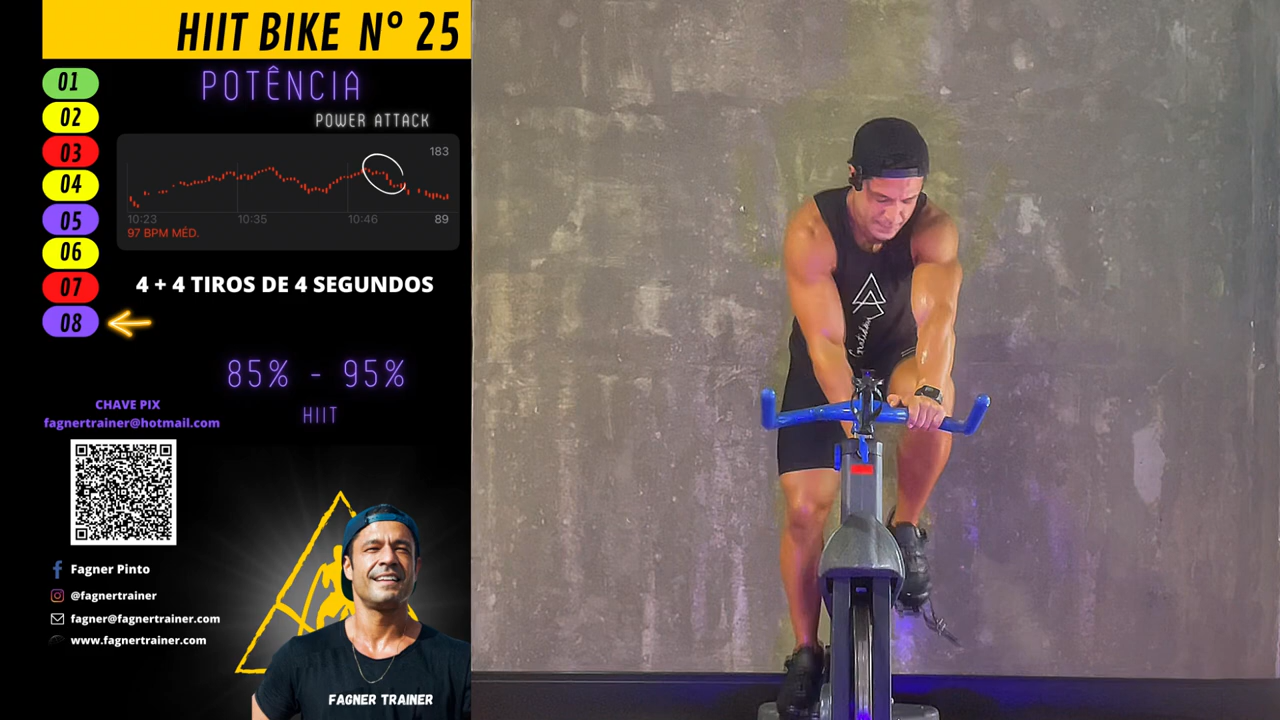 HIIT BIKE N° 25
01
02
03
04
05
06
07
08
POTÊNCIA
POWER ATTACK
183
10:23
10:35
10:46
89
97 BPM MÉD.
4 + 4 TIROS DE 4 SEGUNDOS
85% - 95%
HIIT
CHAVE PIX
fagnertrainer@hotmail.com
Fagner Pinto
@fagnertrainer
fagner@fagnertrainer.com
www.fagnertrainer.com
FAGNER TRAINER
Gratidão